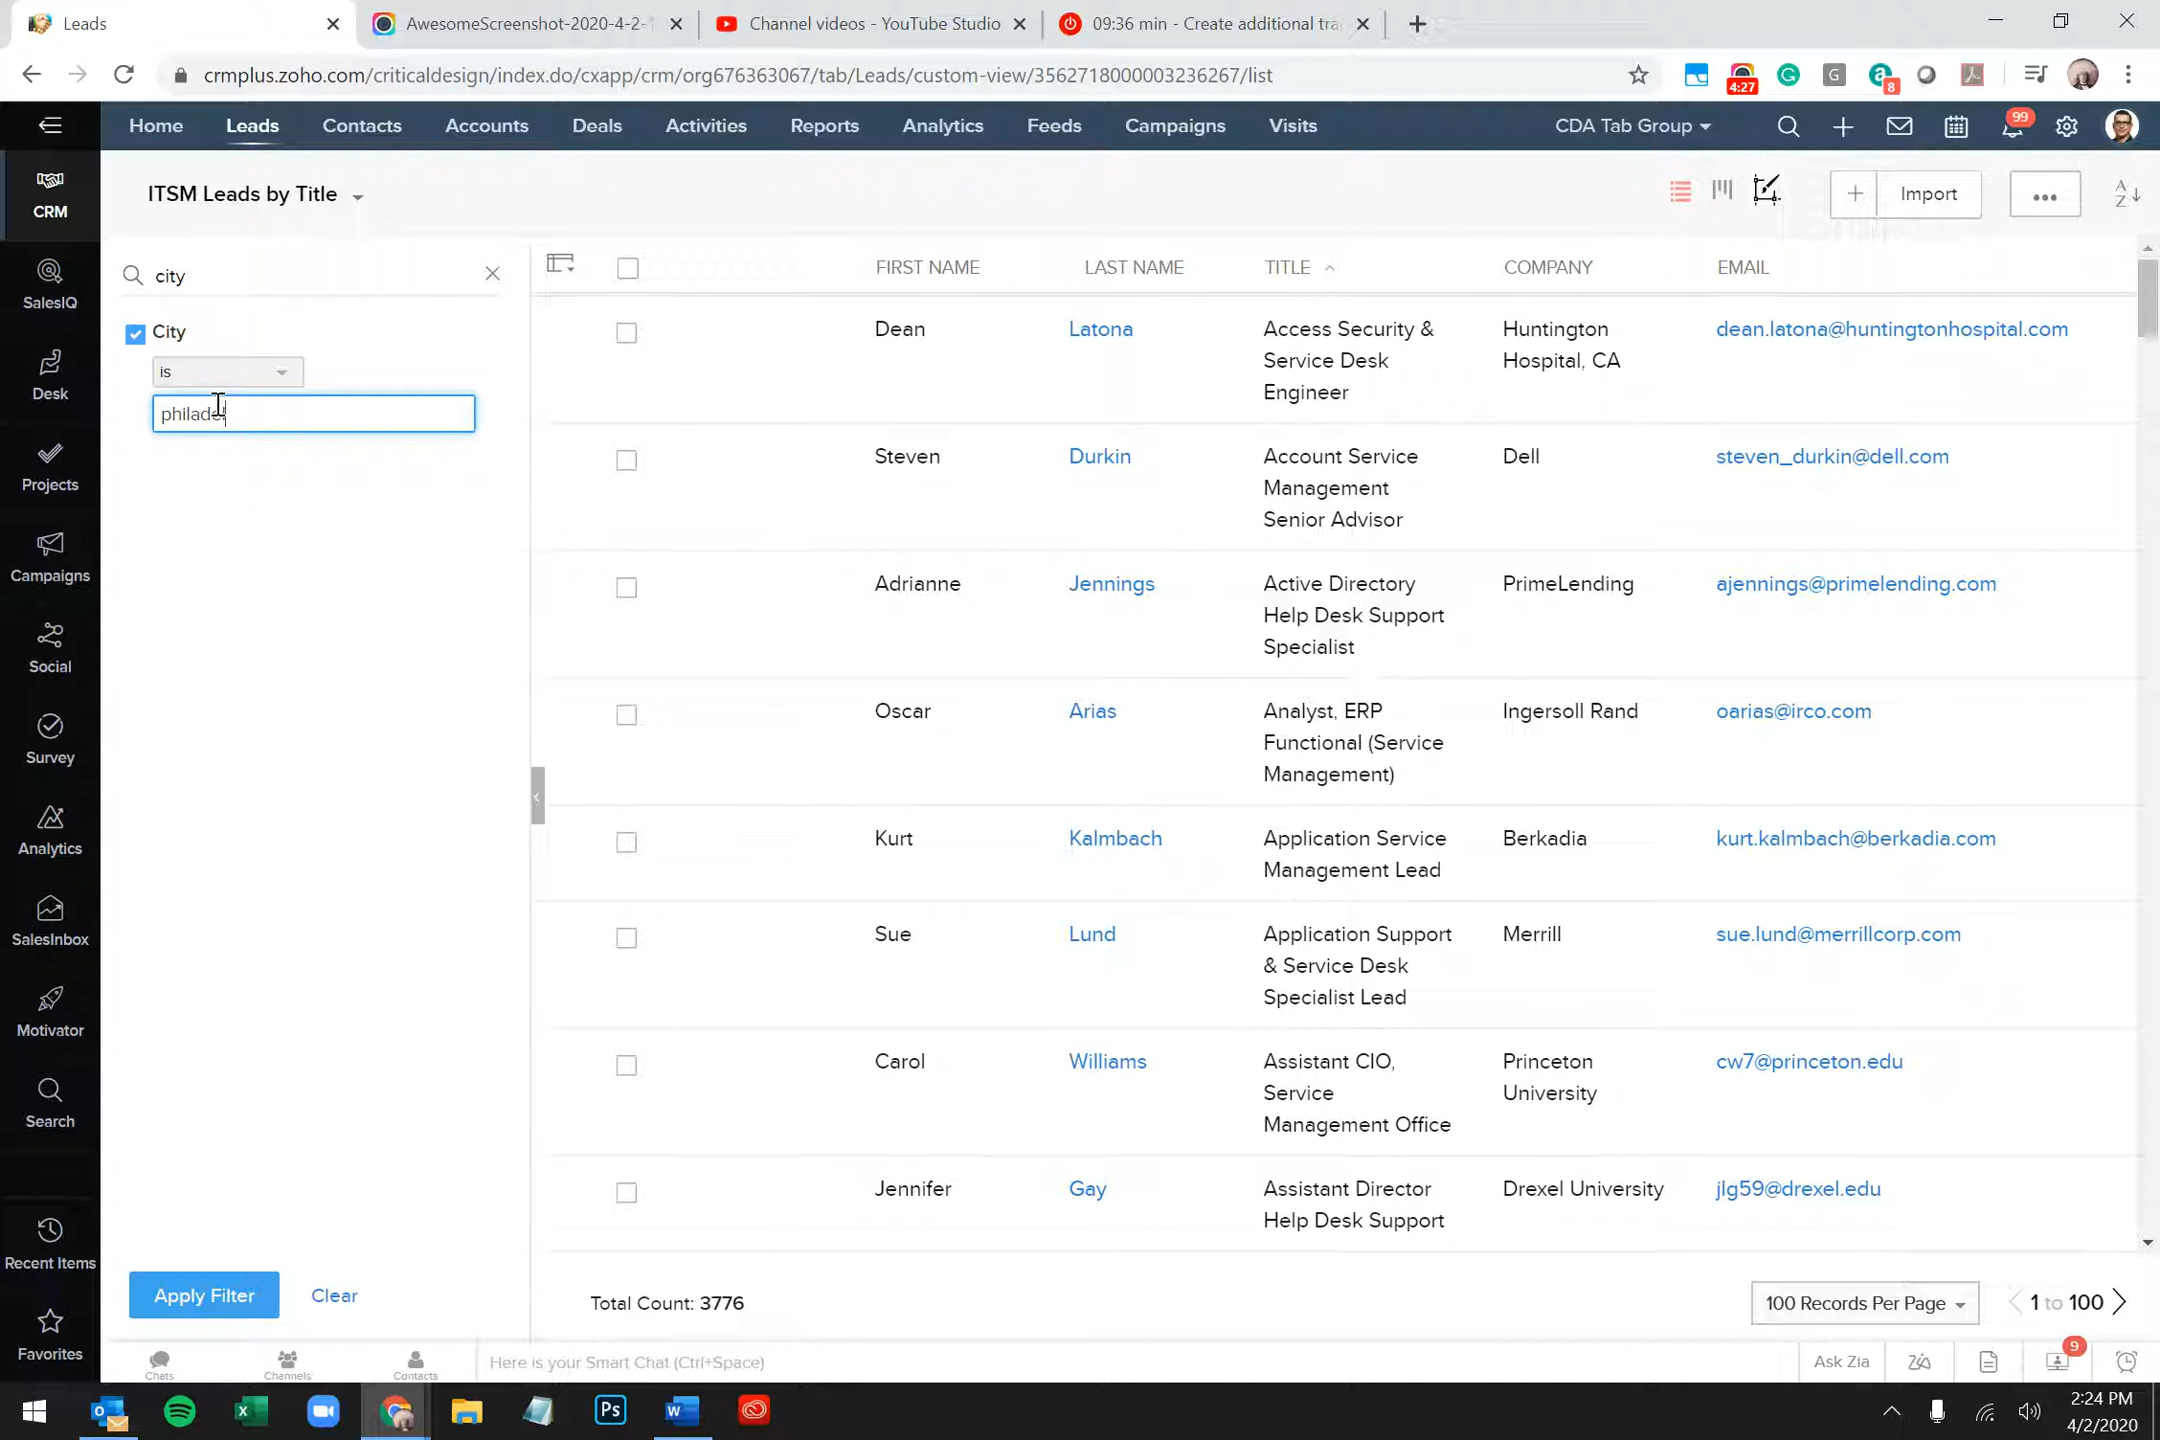 Leads
AwesomeScreenshot-2020-4-2-1
Channel videos - YouTube Studio
09:36 min - Create additional tra
crmplus.zoho.com/criticaldesign/index.do/cxapp/crm/org676363067/tab/Leads/custom-view/3562718000003236267/list
4:27
G
8
Home
Leads
Contacts
Accounts
Deals
Activities
Reports
Analytics
Feeds
Campaigns
Visits
CDA Tab Group
99
CRM
SalesIQ
Desk
Projects
Campaigns
Social
Survey
Analytics
SalesInbox
Motivator
Search
Recent Items
Favorites
ITSM Leads by Title
Import
city
City
is
philadel
FIRST NAME LAST NAME TITLE COMPANY EMAIL
Dean Latona Access Security & Huntington dean.latona@huntingtonhospital.com
Service Desk Hospital, CA
Engineer
Steven Durkin Account Service Dell steven_durkin@dell.com
Management
Senior Advisor
Adrianne Jennings Active Directory PrimeLending ajennings@primelending.com
Help Desk Support
Specialist
Oscar Arias Analyst, ERP Ingersoll Rand oarias@irco.com
Functional (Service
Management)
Kurt Kalmbach Application Service Berkadia kurt.kalmbach@berkadia.com
Management Lead
Sue Lund Application Support Merrill sue.lund@merrillcorp.com
& Service Desk
Specialist Lead
Carol Williams Assistant CIO, Princeton cw7@princeton.edu
Service University
Management Office
Jennifer Gay Assistant Director Drexel University jlg59@drexel.edu
Help Desk Support
Apply Filter
Clear
Total Count: 3776
100 Records Per Page
1 to 100
Chats
Channels
Contacts
Here is your Smart Chat (Ctrl+Space)
Ask Zia
9
Ps
2:24 PM
4/2/2020